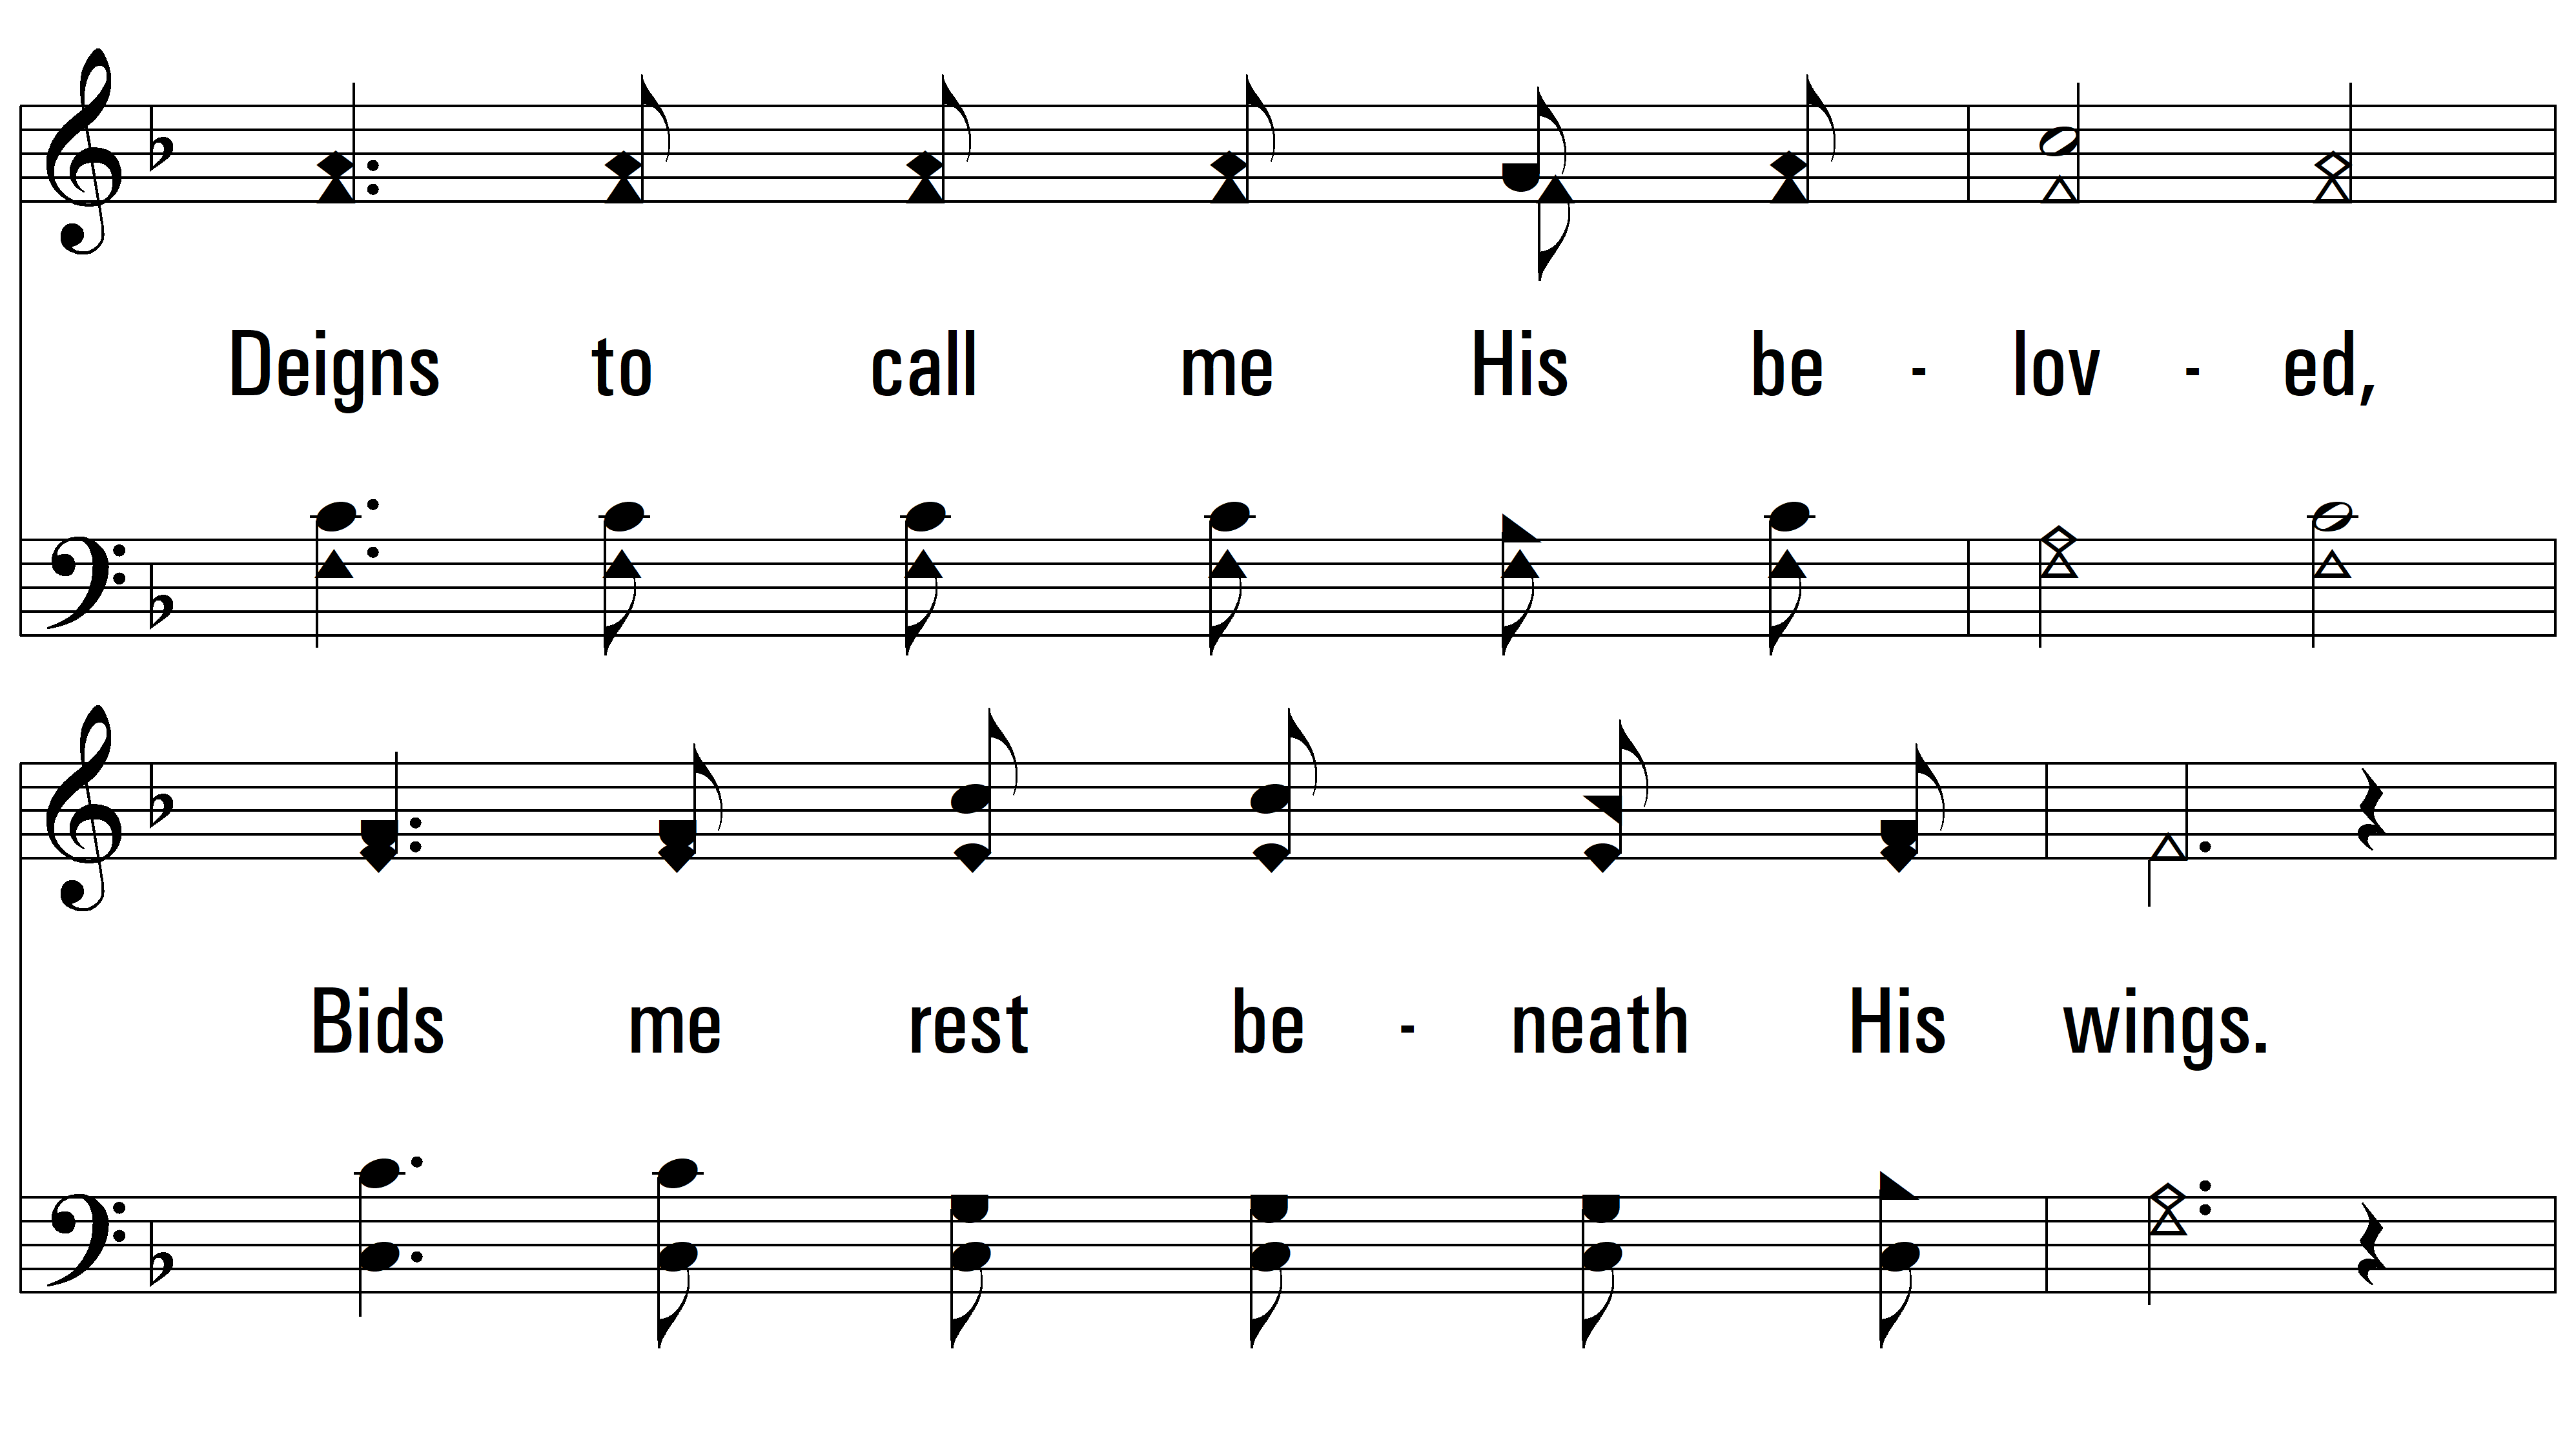 Deigns to call me His be - lov - ed,
Bids me rest be - neath His wings.